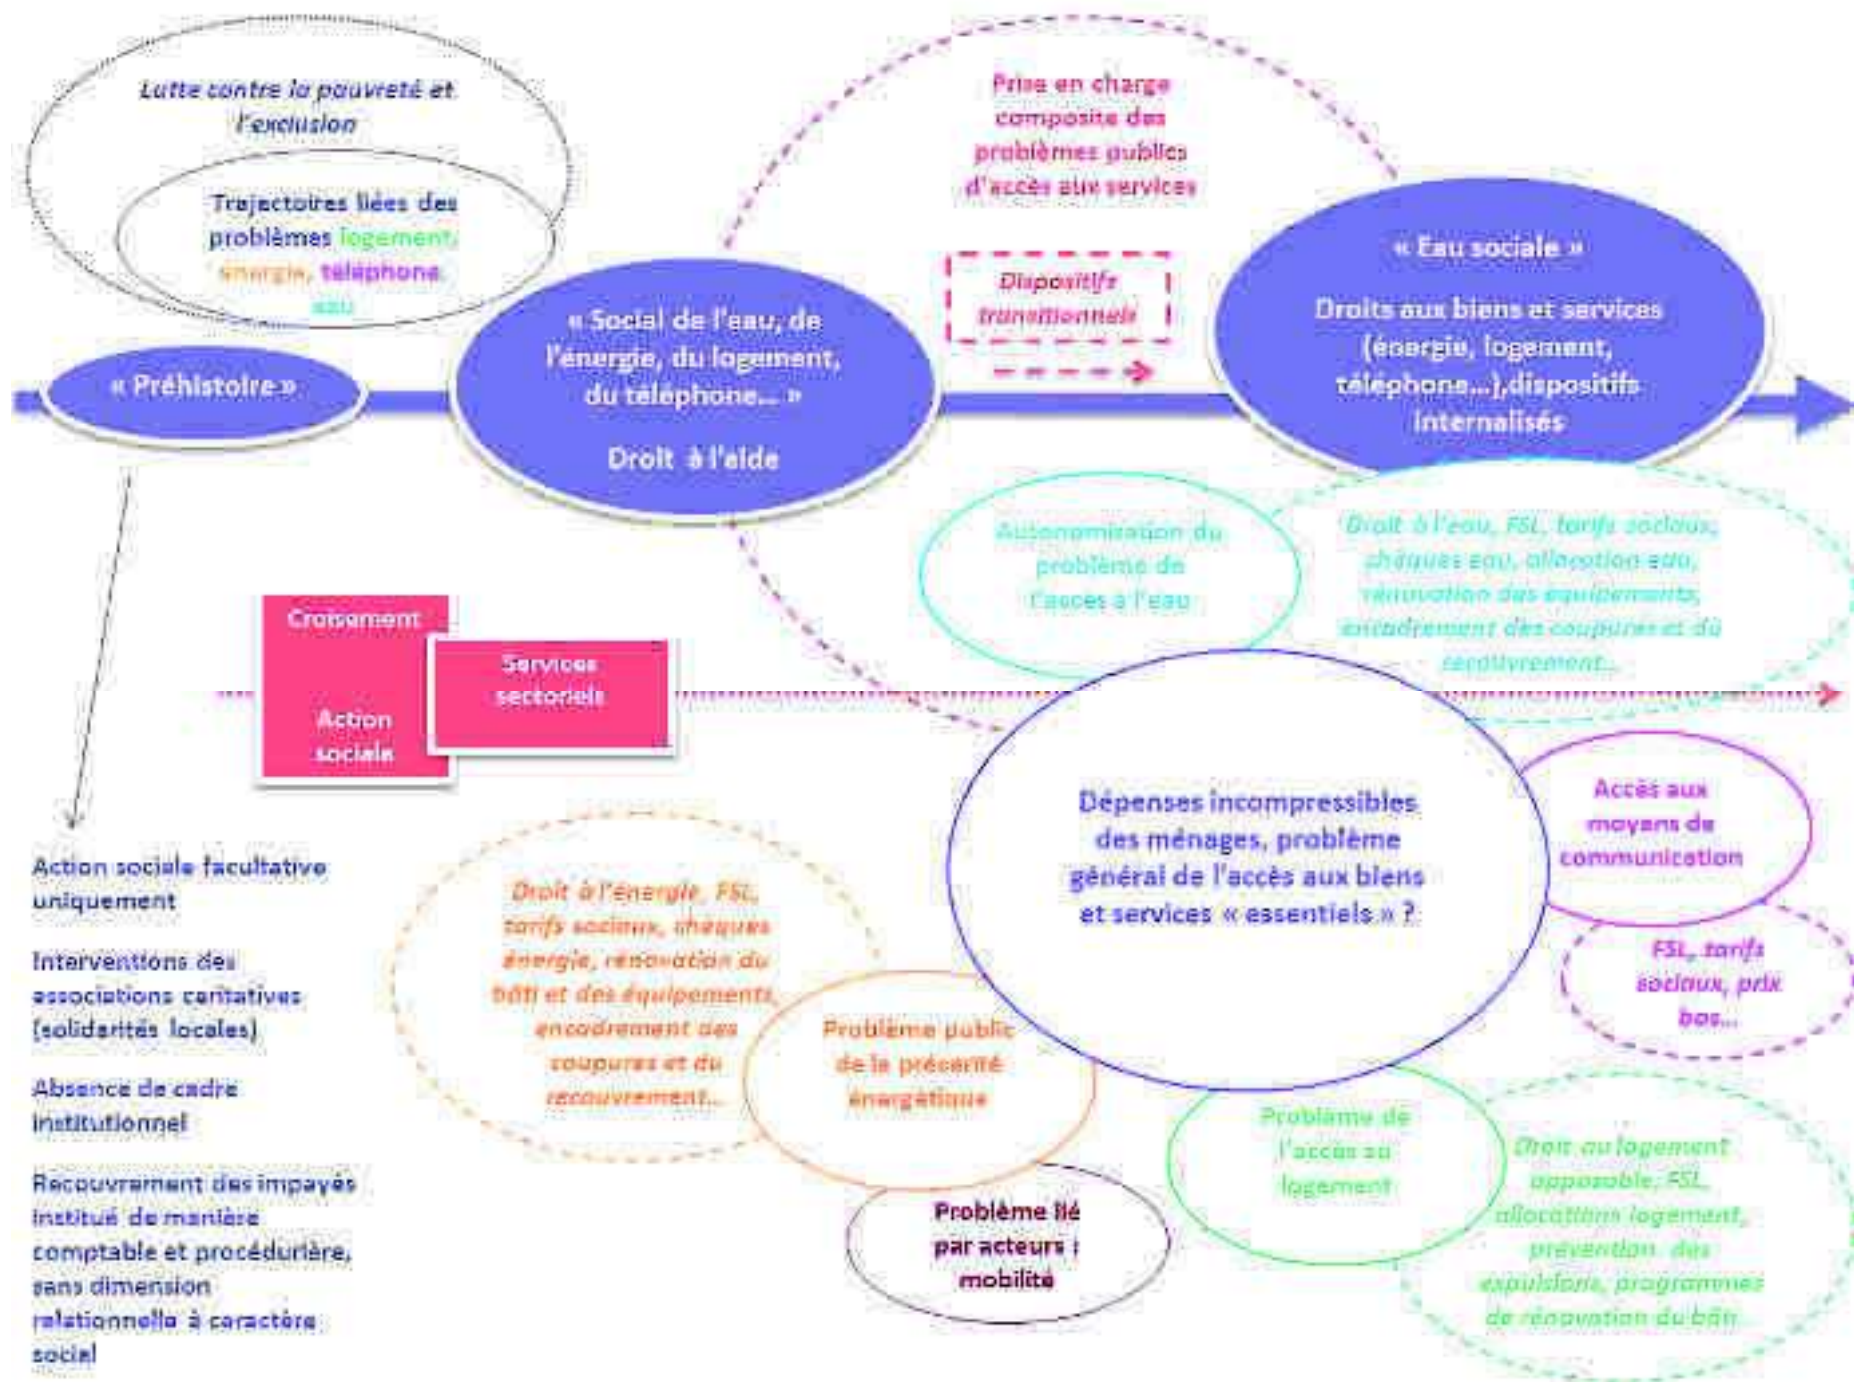 Lutte contre la pauvreté et
l'exclusion
Trajectoires liées des
problèmes logement,
énergie, téléphone
eau
« Préhistoire »
« Social de l'eau, de
l'énergie, du logement,
du téléphone... »
Droit à l'aide
Prise en charge
composite des
problèmes publics
d'accès aux services
Dispositifs
transitionnels
« Eau sociale »
Droits aux biens et services
(énergie, logement,
téléphone...),dispositifs
internalisés
Autonomisation du
problème de
l'accès à l'eau
Droit à l'eau, FSL, tarifs sociaux,
chèques eau, allocation eau,
rénovation des équipements,
encadrement des coupures et du
recouvrement...
Croisement
Action
sociale
Services
sectoriels
Dépenses incompressibles
des ménages, problème
général de l'accès aux biens
et services « essentiels » ?
Accès aux
moyens de
communication
FSL, tarifs
sociaux, prix
bas...
Action sociale facultative
uniquement
Interventions des
associations caritatives
(solidarités locales)
Absence de cadre
institutionnel
Recouvrement des impayés
institué de manière
comptable et procédurière,
sans dimension
relationnelle à caractère
social
Droit à l'énergie, FSL,
tarifs sociaux, chèques
énergie, rénovation du
bâti et des équipements,
encadrement des
coupures et du
recouvrement...
Problème public
de la précarité
énergétique
Problème lié
par acteurs :
mobilité
Problème de
l'accès au
logement
Droit au logement
opposable, FSL,
allocations logement,
prévention des
expulsions, programmes
de rénovation du bâti...